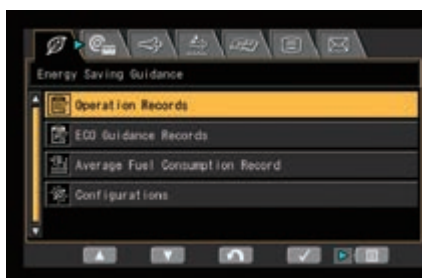 Energy Saving Guidance
Operation Records
ECO Guidance Records
Average Fuel Consumption Record
Configurations